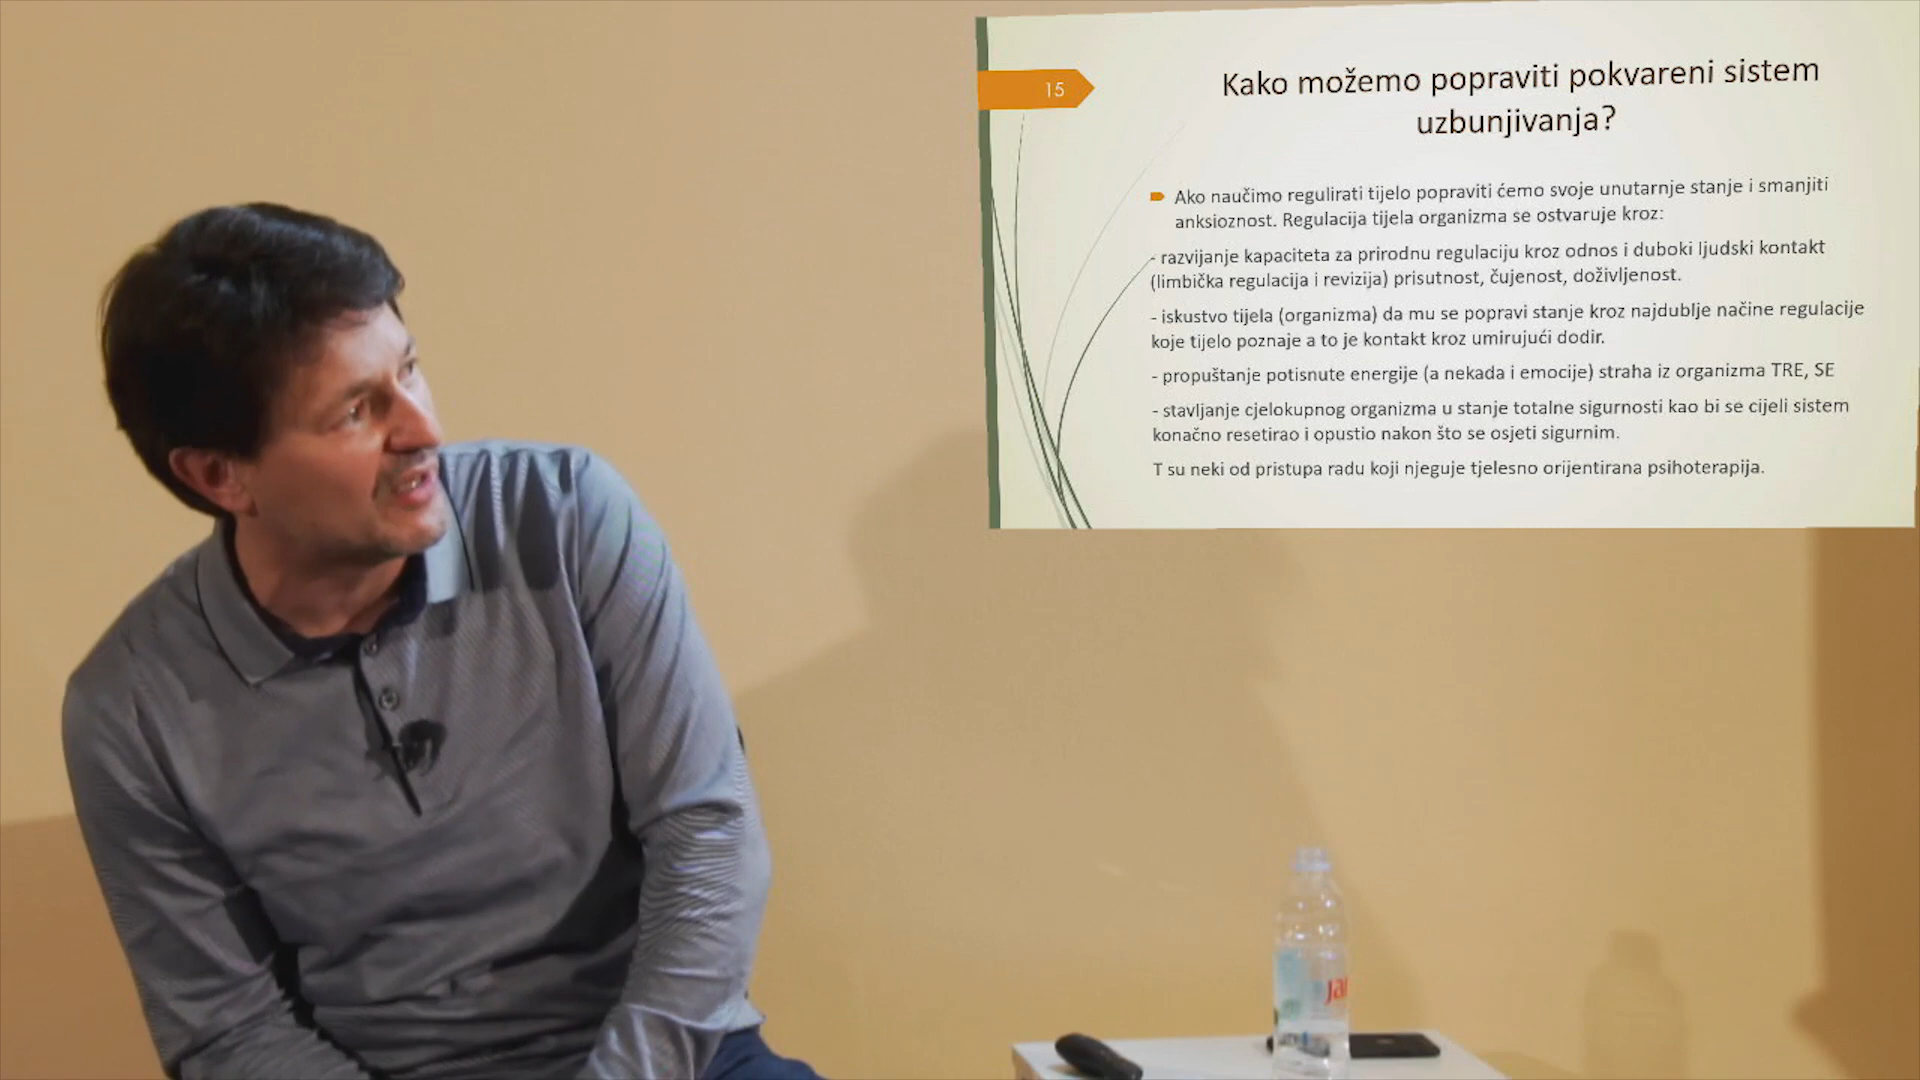 15
Kako možemo popraviti pokvareni sistem
uzbunjivanja?
Ako naučimo regulirati tijelo popraviti ćemo svoje unutarnje stanje i smanjiti
anksioznost. Regulacija tijela organizma se ostvaruje kroz:
- razvijanje kapaciteta za prirodnu regulaciju kroz odnos i duboki ljudski kontakt
(limbička regulacija i revizija) prisutnost, čujenost, doživljenost.
- iskustvo tijela (organizma) da mu se popravi stanje kroz najdublje načine regulacije
koje tijelo poznaje a to je kontakt kroz umirujući dodir.
- propuštanje potisnute energije (a nekada i emocije) straha iz organizma TRE, SE
- stavljanje cjelokupnog organizma u stanje totalne sigurnosti kao bi se cijeli sistem
konačno resetirao i opustio nakon što se osjeti sigurnim.
T su neki od pristupa radu koji njeguje tjelesno orijentirana psihoterapija.